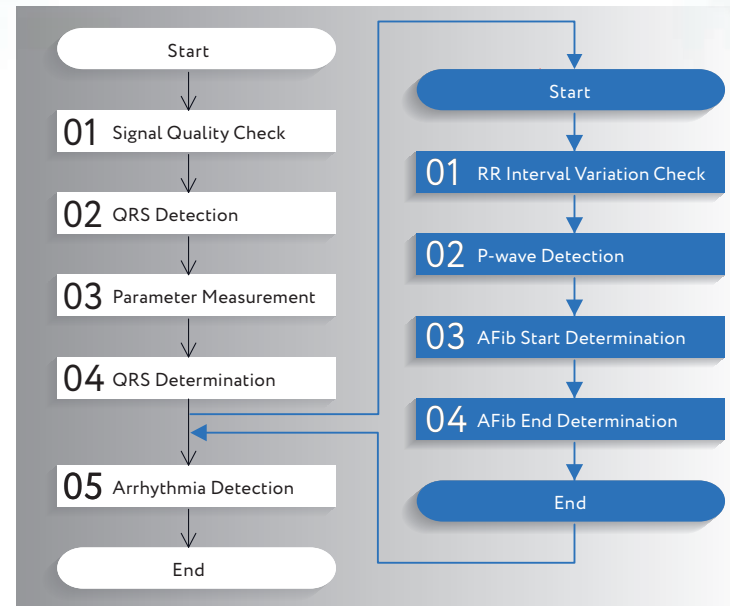 Start
01 Signal Quality Check
02 QRS Detection
03 Parameter Measurement
04 QRS Determination
05 Arrhythmia Detection
End
Start
01 RR Interval Variation Check
02 P-wave Detection
03 AFib Start Determination
04 AFib End Determination
End